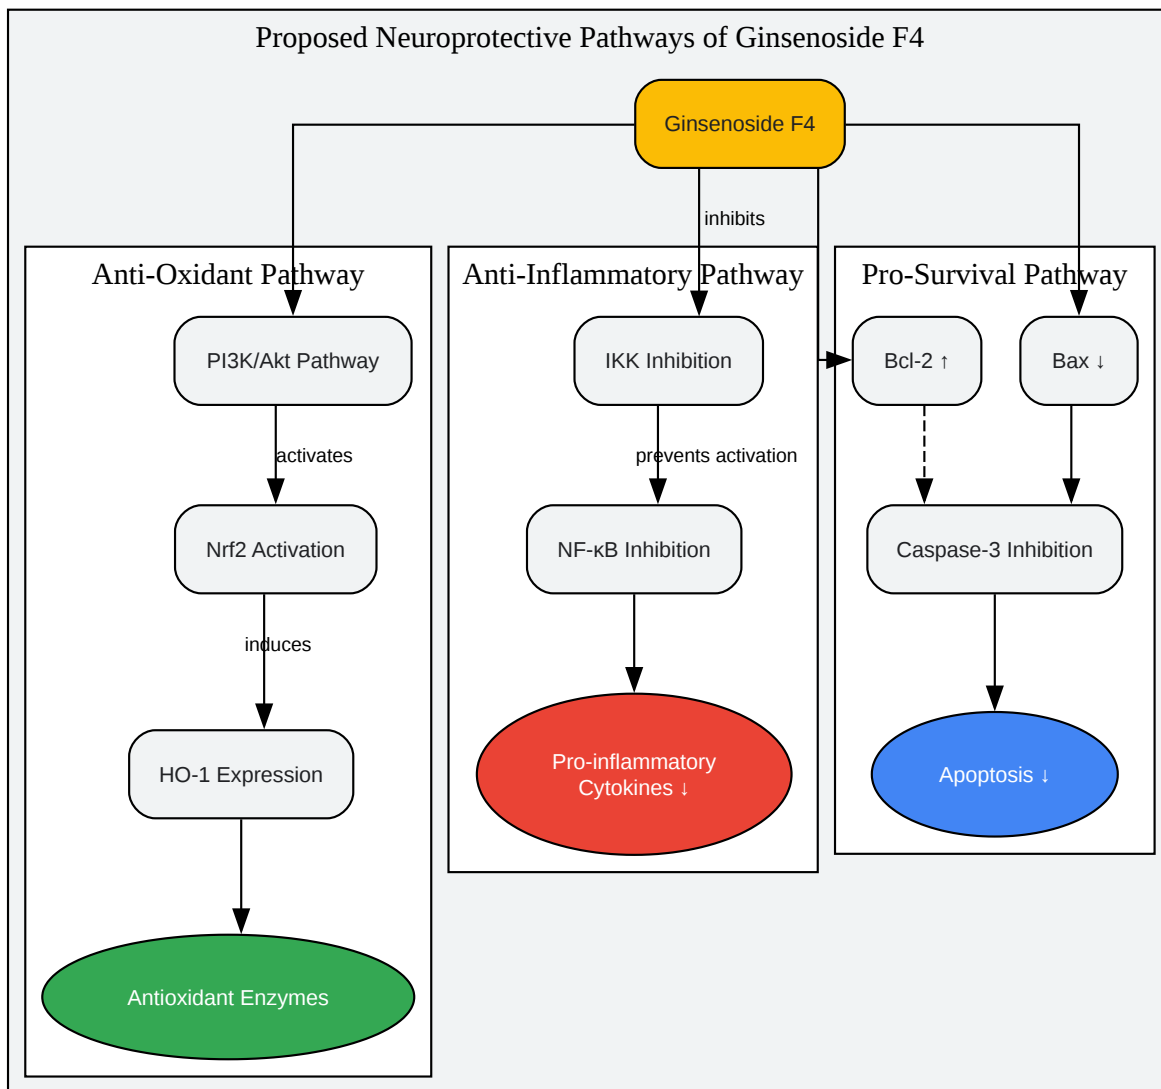 Proposed Neuroprotective Pathways of Ginsenoside F4
Ginsenoside F4
inhibits
Anti-Oxidant Pathway
Anti-Inflammatory Pathway
Pro-Survival Pathway
PI3K/Akt Pathway
IKK Inhibition
Bcl-2 ↑
Bax ↓
activates
prevents activation
Nrf2 Activation
NF-κB Inhibition
Caspase-3 Inhibition
induces
HO-1 Expression
Pro-inflammatory
Cytokines ↓
Apoptosis ↓
Antioxidant Enzymes